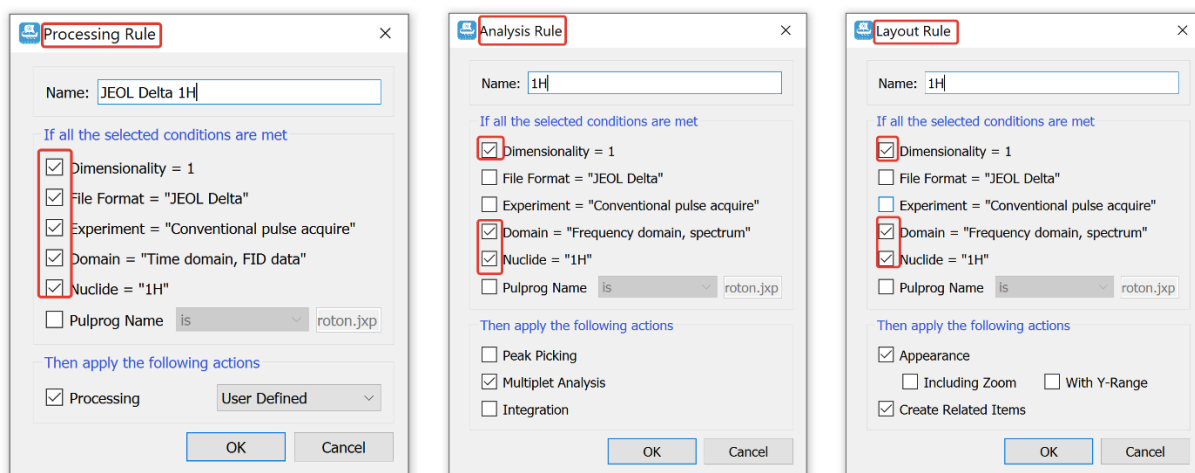 Processing Rule
Name: JEOL Delta 1H
If all the selected conditions are met
Dimensionality = 1
File Format = "JEOL Delta"
Experiment = "Conventional pulse acquire"
Domain = "Time domain, FID data"
Nuclide = "1H"
Pulprog Name is roton.jxp
Then apply the following actions
Processing User Defined
OK Cancel
Analysis Rule
Name: 1H
If all the selected conditions are met
Dimensionality = 1
File Format = "JEOL Delta"
Experiment = "Conventional pulse acquire"
Domain = "Frequency domain, spectrum"
Nuclide = "1H"
Pulprog Name is roton.jxp
Then apply the following actions
Peak Picking
Multiplet Analysis
Integration
OK Cancel
Layout Rule
Name: 1H
If all the selected conditions are met
Dimensionality = 1
File Format = "JEOL Delta"
Experiment = "Conventional pulse acquire"
Domain = "Frequency domain, spectrum"
Nuclide = "1H"
Pulprog Name is roton.jxp
Then apply the following actions
Appearance
Including Zoom With Y-Range
Create Related Items
OK Cancel